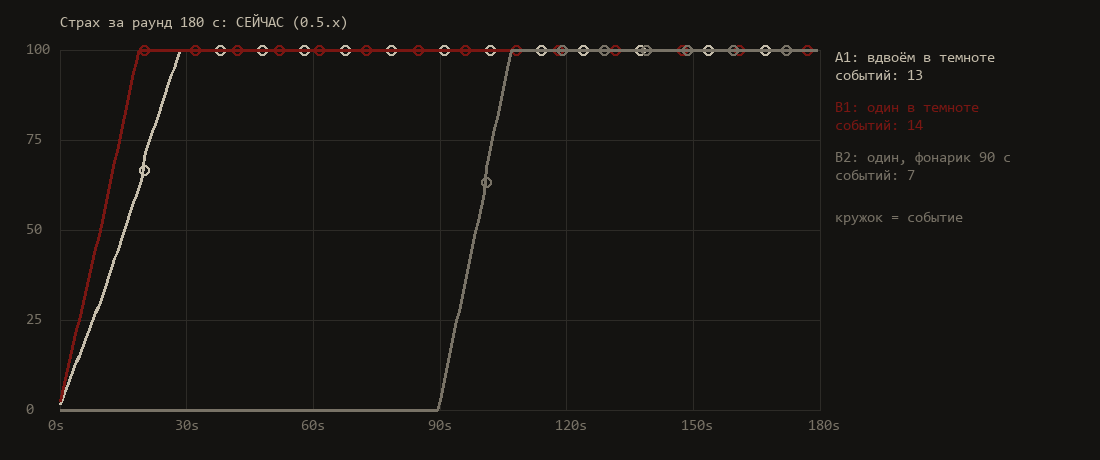 Страх за раунд 180 с: СЕЙЧАС (0.5.x)
100
75
50
25
0
0s 30s 60s 90s 120s 150s 180s
A1: вдвоём в темноте
событий: 13
B1: один в темноте
событий: 14
B2: один, фонарик 90 с
событий: 7
кружок = событие